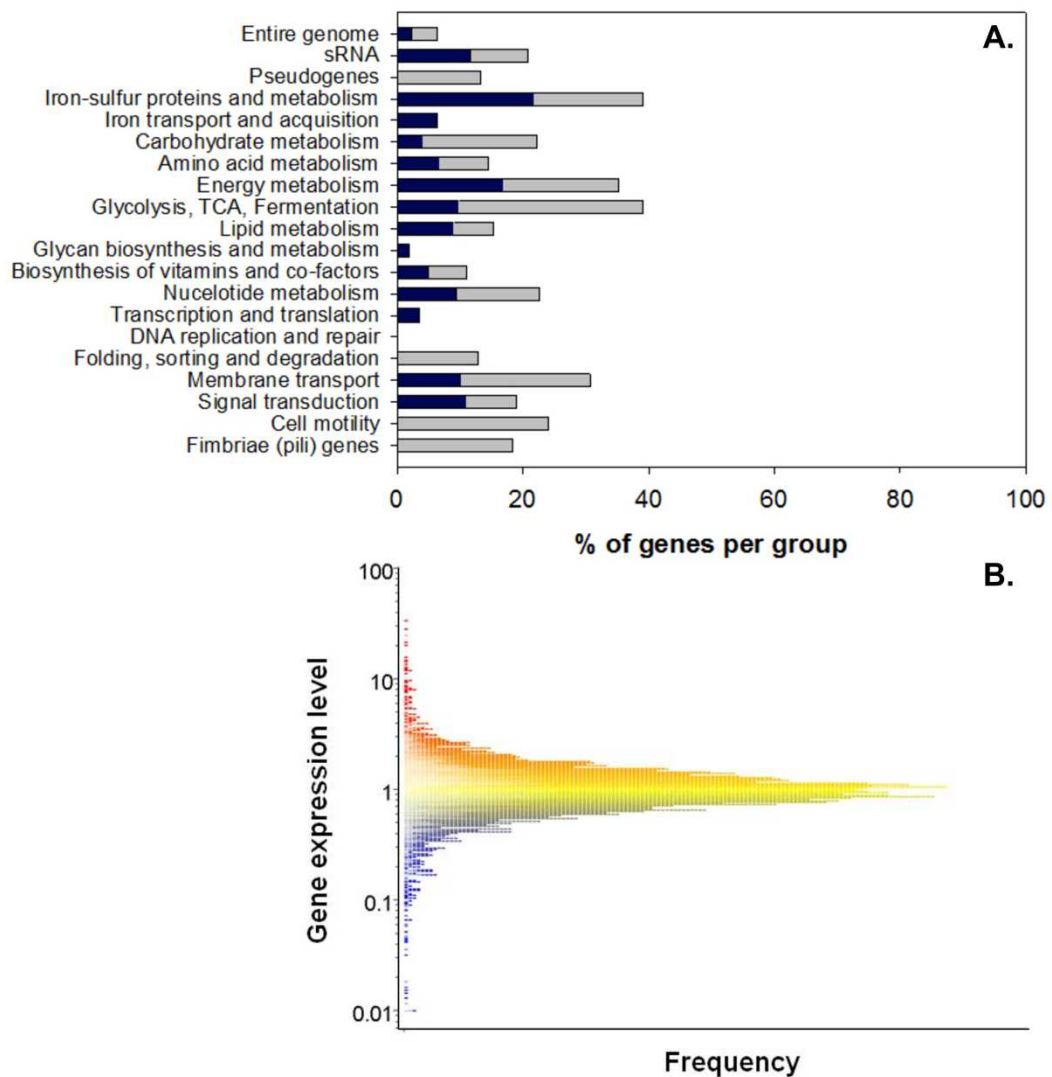 A.
Entire genome
sRNA
Pseudogenes
Iron-sulfur proteins and metabolism
Iron transport and acquisition
Carbohydrate metabolism
Amino acid metabolism
Energy metabolism
Glycolysis, TCA, Fermentation
Lipid metabolism
Glycan biosynthesis and metabolism
Biosynthesis of vitamins and co-factors
Nucelotide metabolism
Transcription and translation
DNA replication and repair
Folding, sorting and degradation
Membrane transport
Signal transduction
Cell motility
Fimbriae (pili) genes
0 20 40 60 80 100
% of genes per group
B.
100
10
1
0.1
0.01
Gene expression level
Frequency